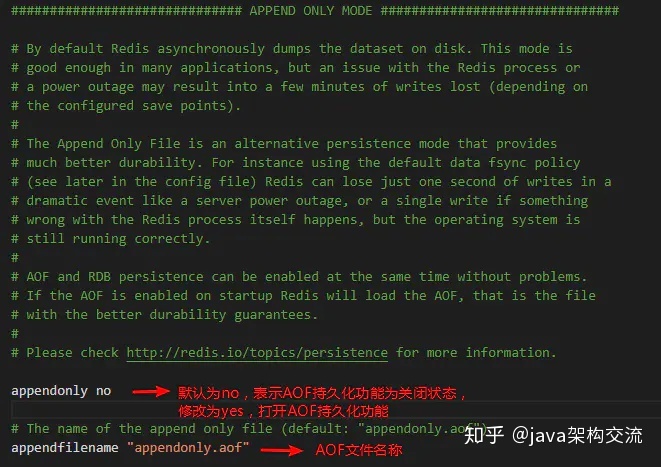 ############################## APPEND ONLY MODE ###############################
# By default Redis asynchronously dumps the dataset on disk. This mode is
# good enough in many applications, but an issue with the Redis process or
# a power outage may result into a few minutes of writes lost (depending on
# the configured save points).
#
# The Append Only File is an alternative persistence mode that provides
# much better durability. For instance using the default data fsync policy
# (see later in the config file) Redis can lose just one second of writes in a
# dramatic event like a server power outage, or a single write if something
# wrong with the Redis process itself happens, but the operating system is
# still running correctly.
#
# AOF and RDB persistence can be enabled at the same time without problems.
# If the AOF is enabled on startup Redis will load the AOF, that is the file
# with the better durability guarantees.
#
# Please check http://redis.io/topics/persistence for more information.
appendonly no 默认为no，表示AOF持久化功能为关闭状态，
修改为yes，打开AOF持久化功能
# The name of the append only file (default: "appendonly.aof")
appendfilename "appendonly.aof" AOF文件名称
知乎 @java架构交流